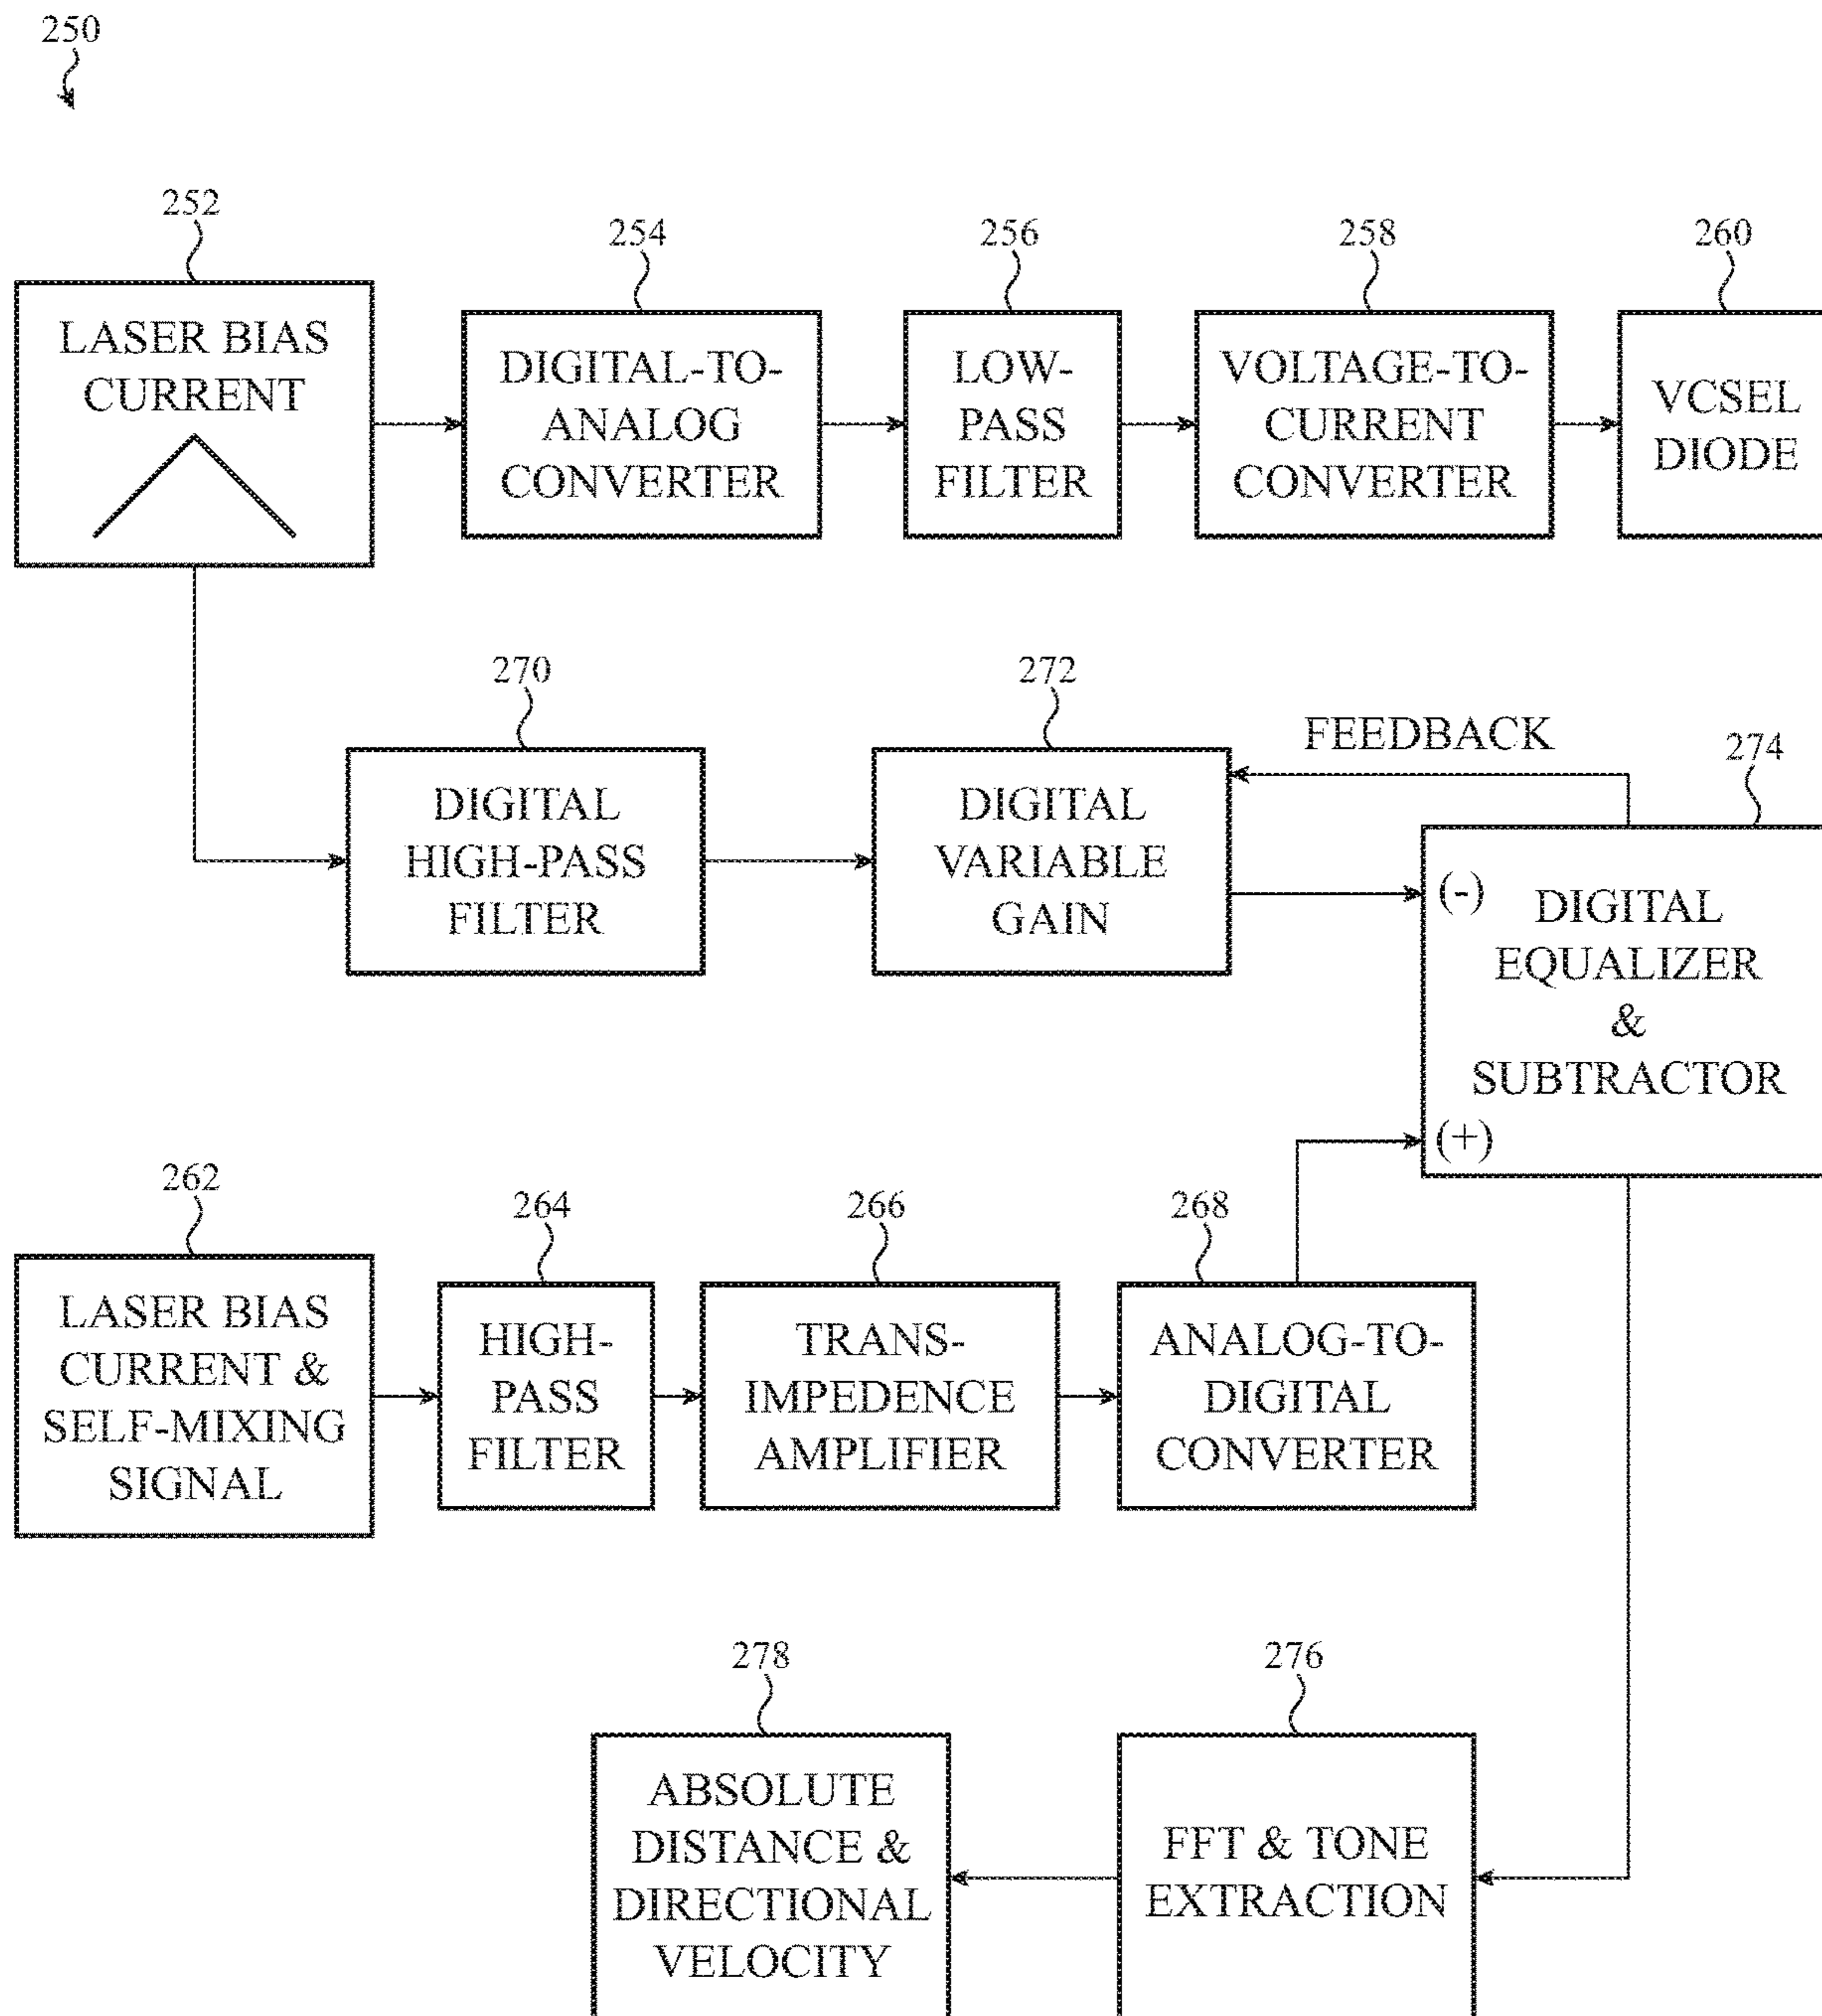 250
252
LASER BIAS
CURRENT
254
DIGITAL-TO-
ANALOG
CONVERTER
256
LOW-
PASS
FILTER
258
VOLTAGE-TO-
CURRENT
CONVERTER
260
VCSEL
DIODE
270
DIGITAL
HIGH-PASS
FILTER
272
DIGITAL
VARIABLE
GAIN
FEEDBACK
274
(-)
DIGITAL
EQUALIZER
&
SUBTRACTOR
(+)
262
LASER BIAS
CURRENT &
SELF-MIXING
SIGNAL
264
HIGH-
PASS
FILTER
266
TRANS-
IMPEDENCE
AMPLIFIER
268
ANALOG-TO-
DIGITAL
CONVERTER
278
ABSOLUTE
DISTANCE &
DIRECTIONAL
VELOCITY
276
FFT & TONE
EXTRACTION